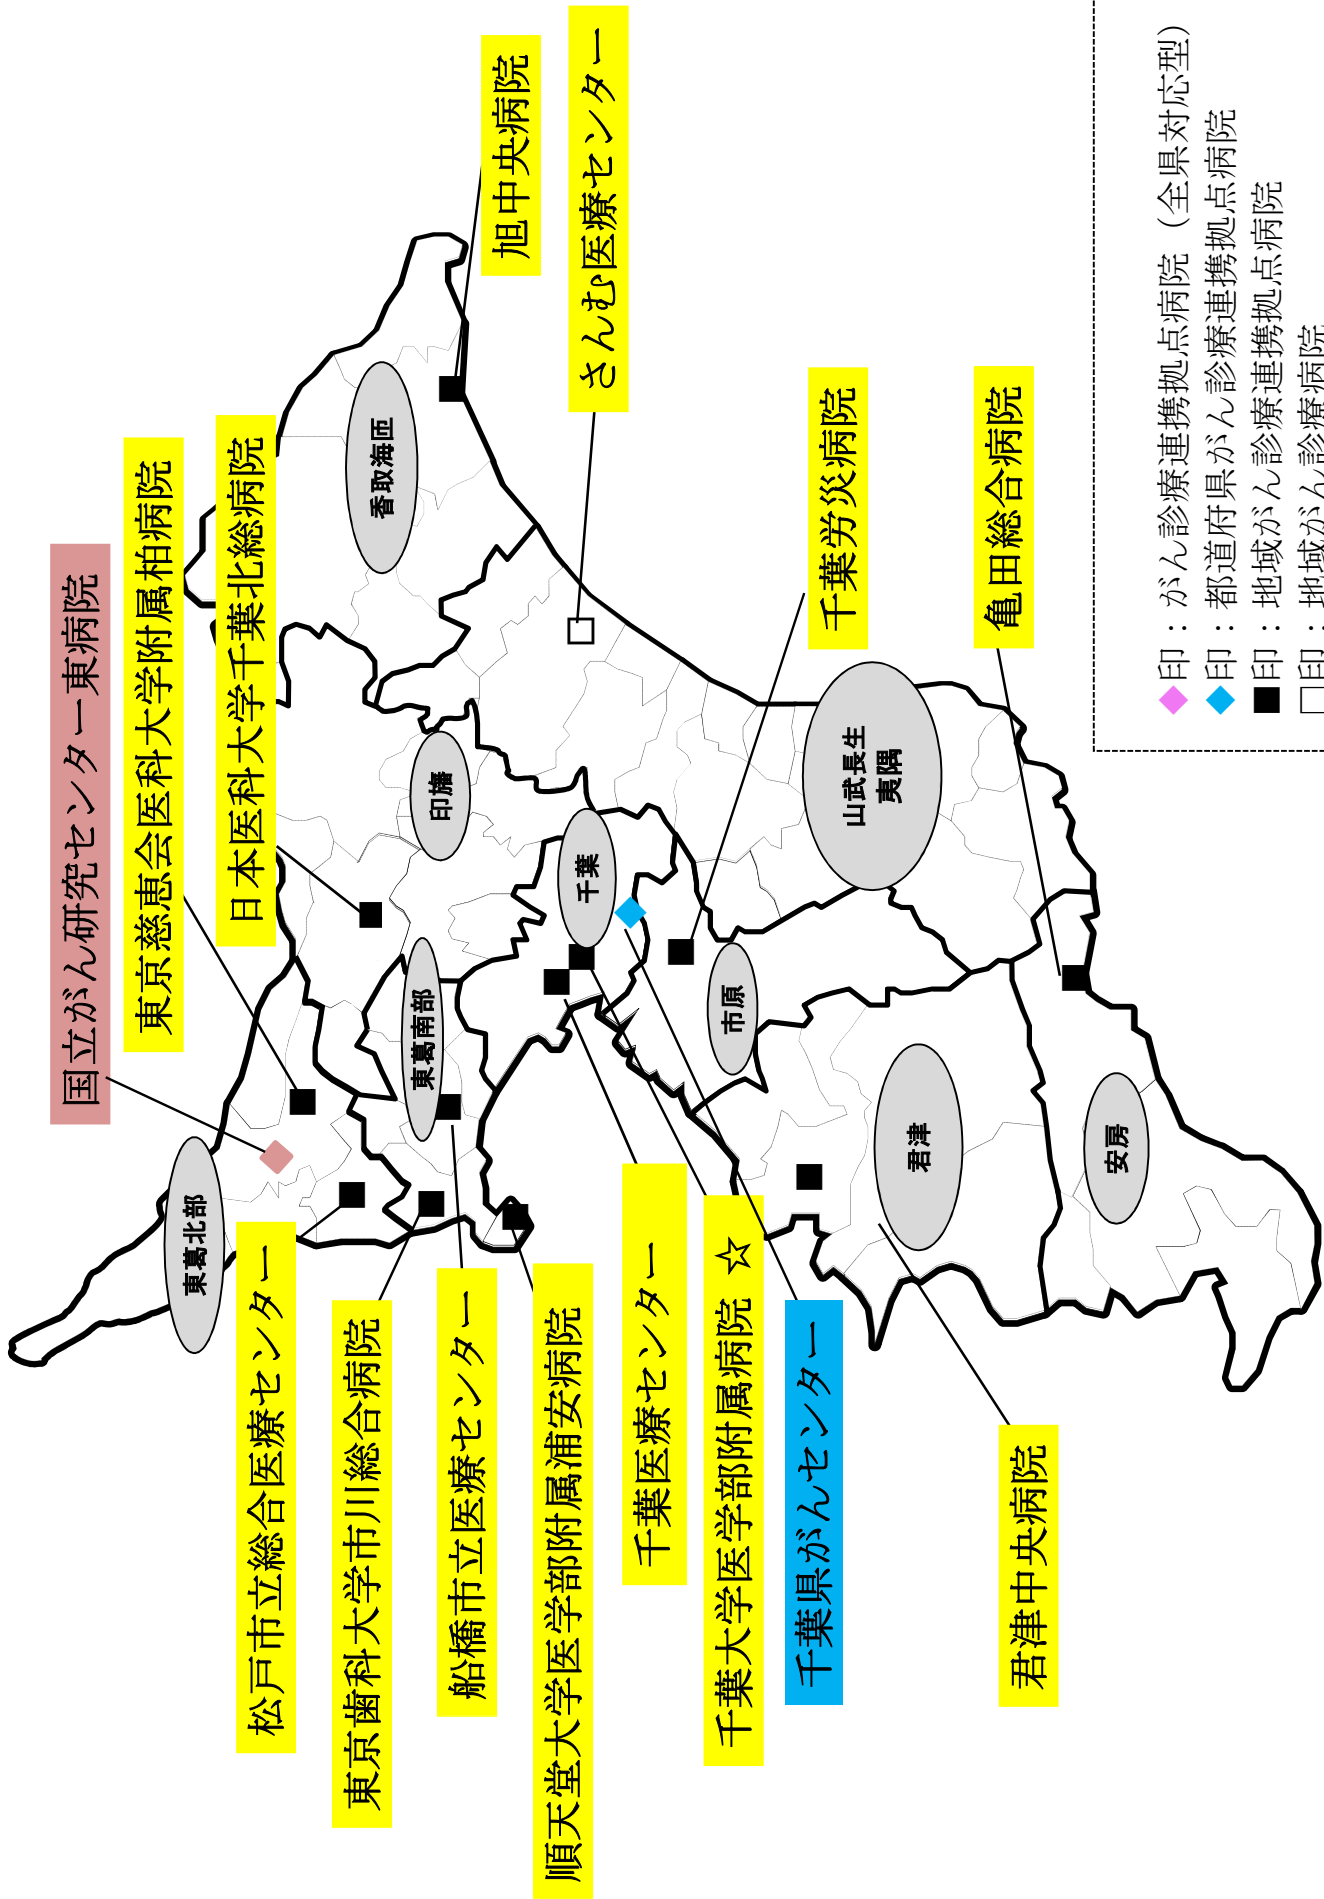 国立がん研究センター東病院
東京慈恵会医科大学附属柏病院
日本医科大学千葉北総病院
旭中央病院
さんむ医療センター
千葉労災病院
亀田総合病院
松戸市立総合医療センター
東京歯科大学市川総合病院
船橋市立医療センター
順天堂大学医学部附属浦安病院
千葉医療センター
千葉大学医学部附属病院 ☆
千葉県がんセンター
君津中央病院
東葛北部
東葛南部
印旛
香取海匝
千葉
市原
山武長生
夷隅
君津
安房
◆印：がん診療連携拠点病院（全県対応型）
◆印：都道府県がん診療連携拠点病院
■印：地域がん診療連携拠点病院
□印：地域がん診療病院